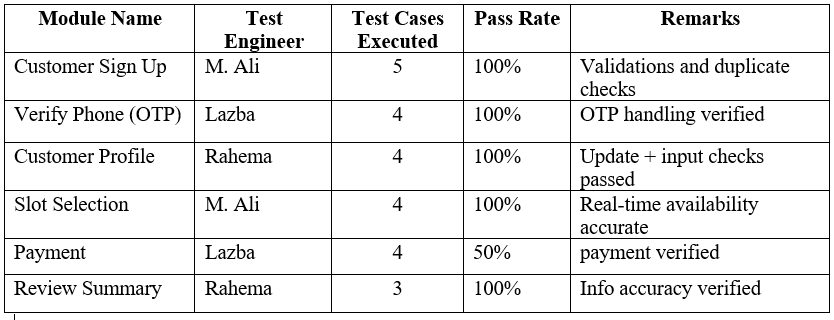 Module Name Test Engineer Test Cases Executed Pass Rate Remarks
Customer Sign Up M. Ali 5 100% Validations and duplicate checks
Verify Phone (OTP) Lazba 4 100% OTP handling verified
Customer Profile Rahema 4 100% Update + input checks passed
Slot Selection M. Ali 4 100% Real-time availability accurate
Payment Lazba 4 50% payment verified
Review Summary Rahema 3 100% Info accuracy verified